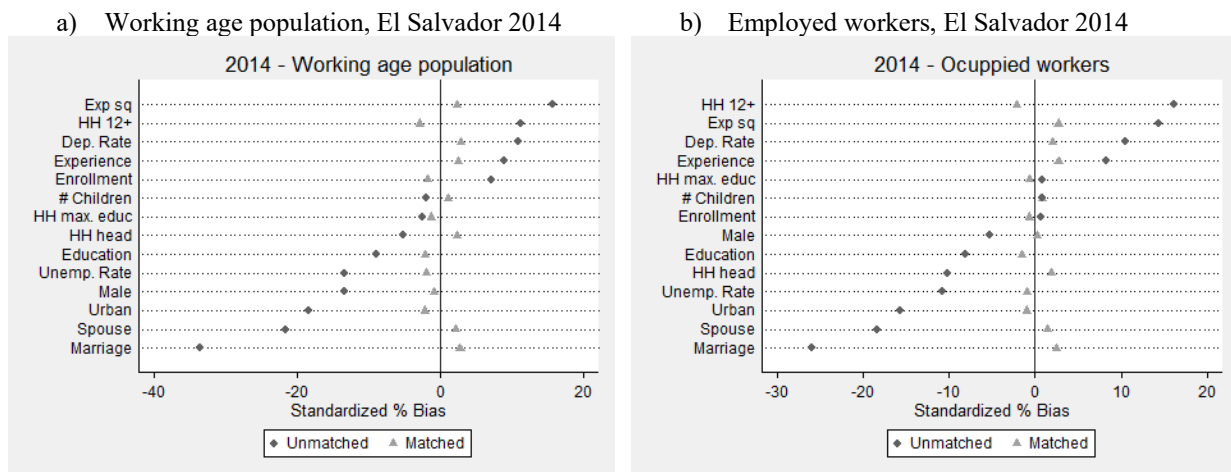 a) Working age population, El Salvador 2014
2014 - Working age population
Exp sq
HH 12+
Dep. Rate
Experience
Enrollment
# Children
HH max. educ
HH head
Education
Unemp. Rate
Male
Urban
Spouse
Marriage
-40 -20 0 20
Standardized % Bias
Unmatched Matched
b) Employed workers, El Salvador 2014
2014 - Ocuppied workers
HH 12+
Exp sq
Dep. Rate
Experience
HH max. educ
# Children
Enrollment
Male
Education
HH head
Unemp. Rate
Urban
Spouse
Marriage
-30 -20 -10 0 10 20
Standardized % Bias
Unmatched Matched